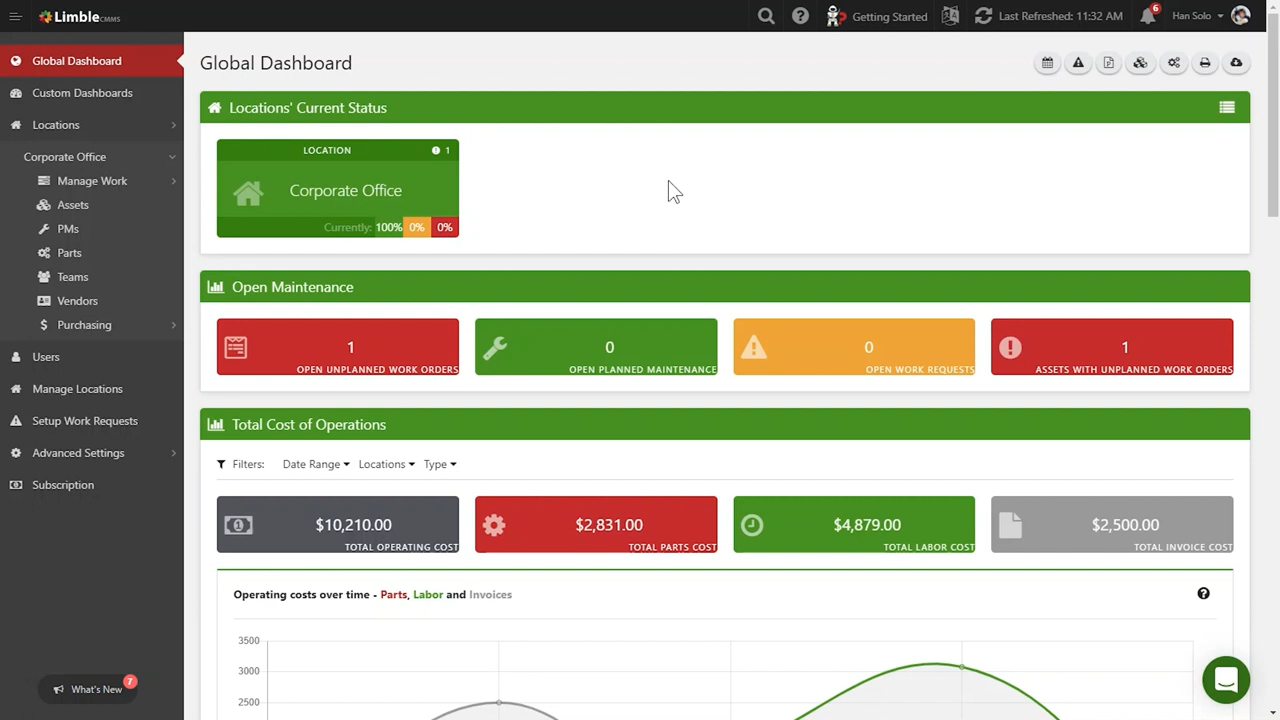 Limble CMMS
Getting Started
Last Refreshed: 11:32 AM
6
Han Solo
Global Dashboard
Custom Dashboards
Locations
Corporate Office
Manage Work
Assets
PMs
Parts
Teams
Vendors
Purchasing
Users
Manage Locations
Setup Work Requests
Advanced Settings
Subscription
What's New
7
Global Dashboard
Locations' Current Status
LOCATION
1
Corporate Office
Currently: 100% 0% 0%
Open Maintenance
1
OPEN UNPLANNED WORK ORDERS
0
OPEN PLANNED MAINTENANCE
0
OPEN WORK REQUESTS
1
ASSETS WITH UNPLANNED WORK ORDERS
Total Cost of Operations
Filters: Date Range Locations Type
$10,210.00
TOTAL OPERATING COST
$2,831.00
TOTAL PARTS COST
$4,879.00
TOTAL LABOR COST
$2,500.00
TOTAL INVOICE COST
Operating costs over time - Parts, Labor and Invoices
3500
3000
2500